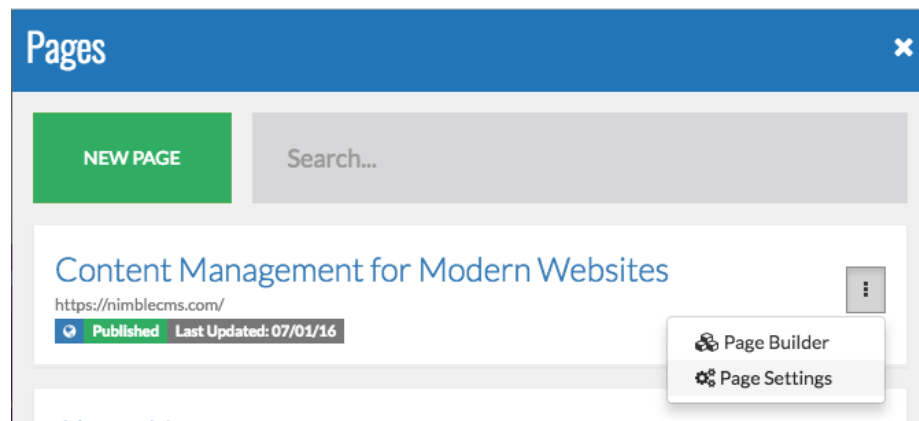 Pages
NEW PAGE
Search...
Content Management for Modern Websites
https://nimblecms.com/
Published Last Updated: 07/01/16
Page Builder
Page Settings